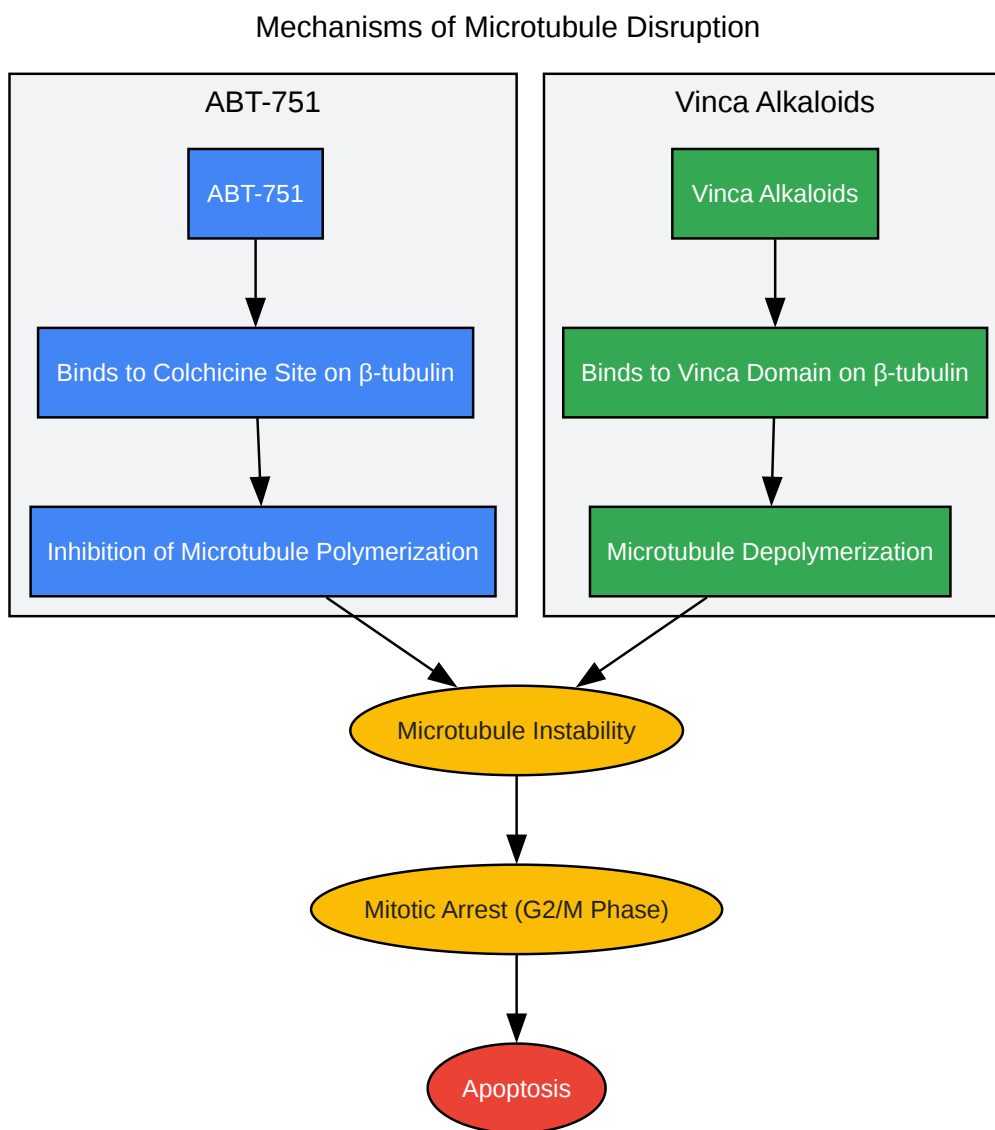 Mechanisms of Microtubule Disruption
ABT-751
ABT-751
Binds to Colchicine Site on β-tubulin
Inhibition of Microtubule Polymerization
Vinca Alkaloids
Vinca Alkaloids
Binds to Vinca Domain on β-tubulin
Microtubule Depolymerization
Microtubule Instability
Mitotic Arrest (G2/M Phase)
Apoptosis